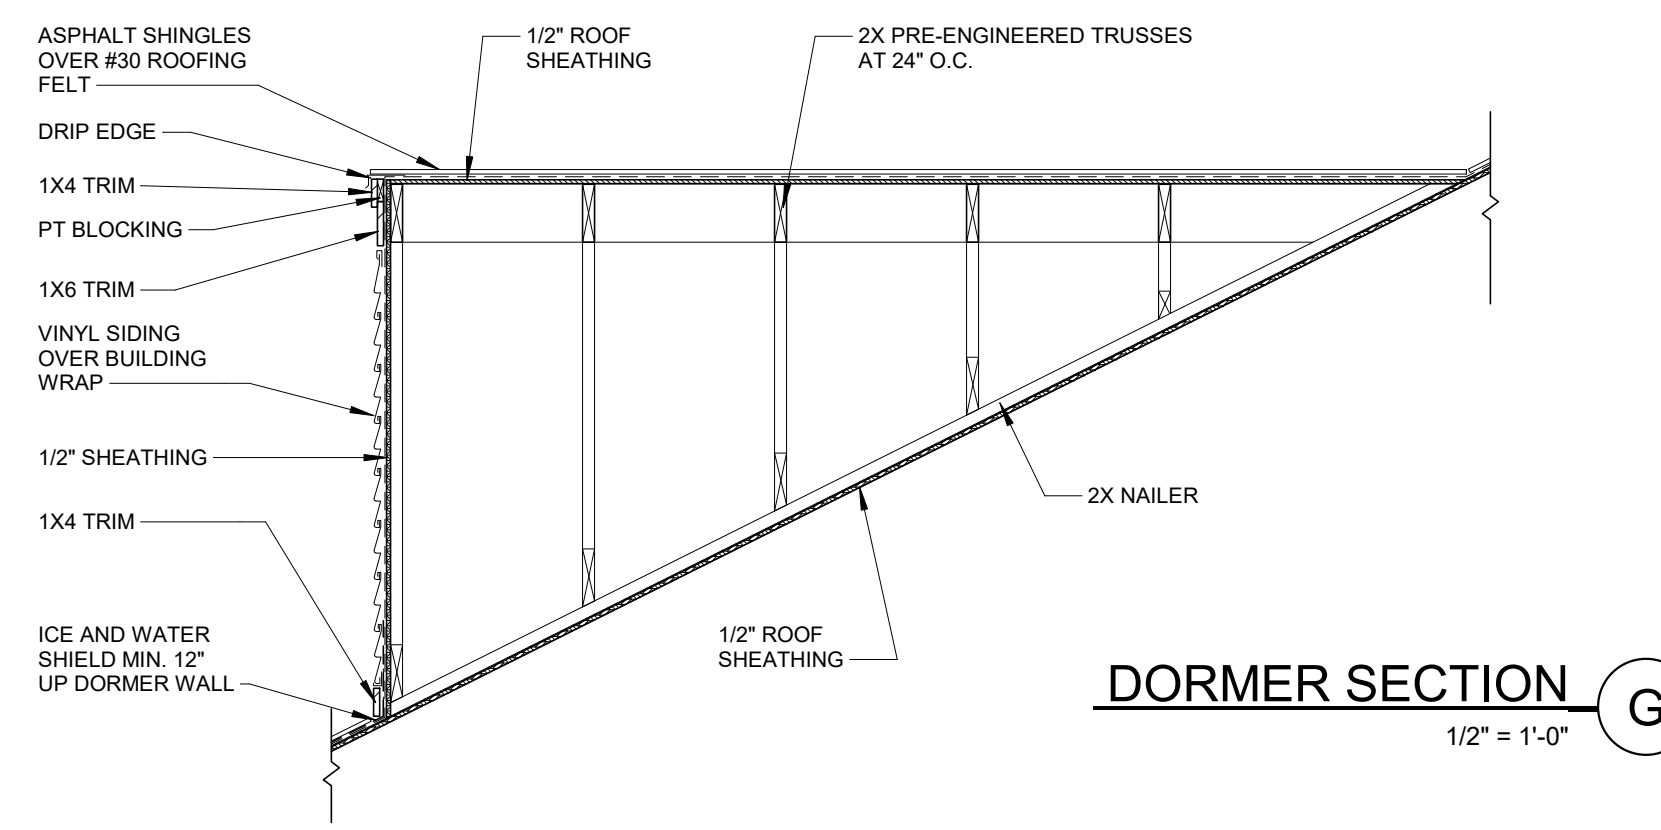 ASPHALT SHINGLES
OVER #30 ROOFING
FELT
1/2" ROOF
SHEATHING
2X PRE-ENGINEERED TRUSSES
AT 24" O.C.
DRIP EDGE
1X4 TRIM
PT BLOCKING
1X6 TRIM
VINYL SIDING
OVER BUILDING
WRAP
1/2" SHEATHING
1X4 TRIM
ICE AND WATER
SHIELD MIN. 12"
UP DORMER WALL
2X NAILER
1/2" ROOF
SHEATHING
DORMER SECTION
G
1/2" = 1'-0"